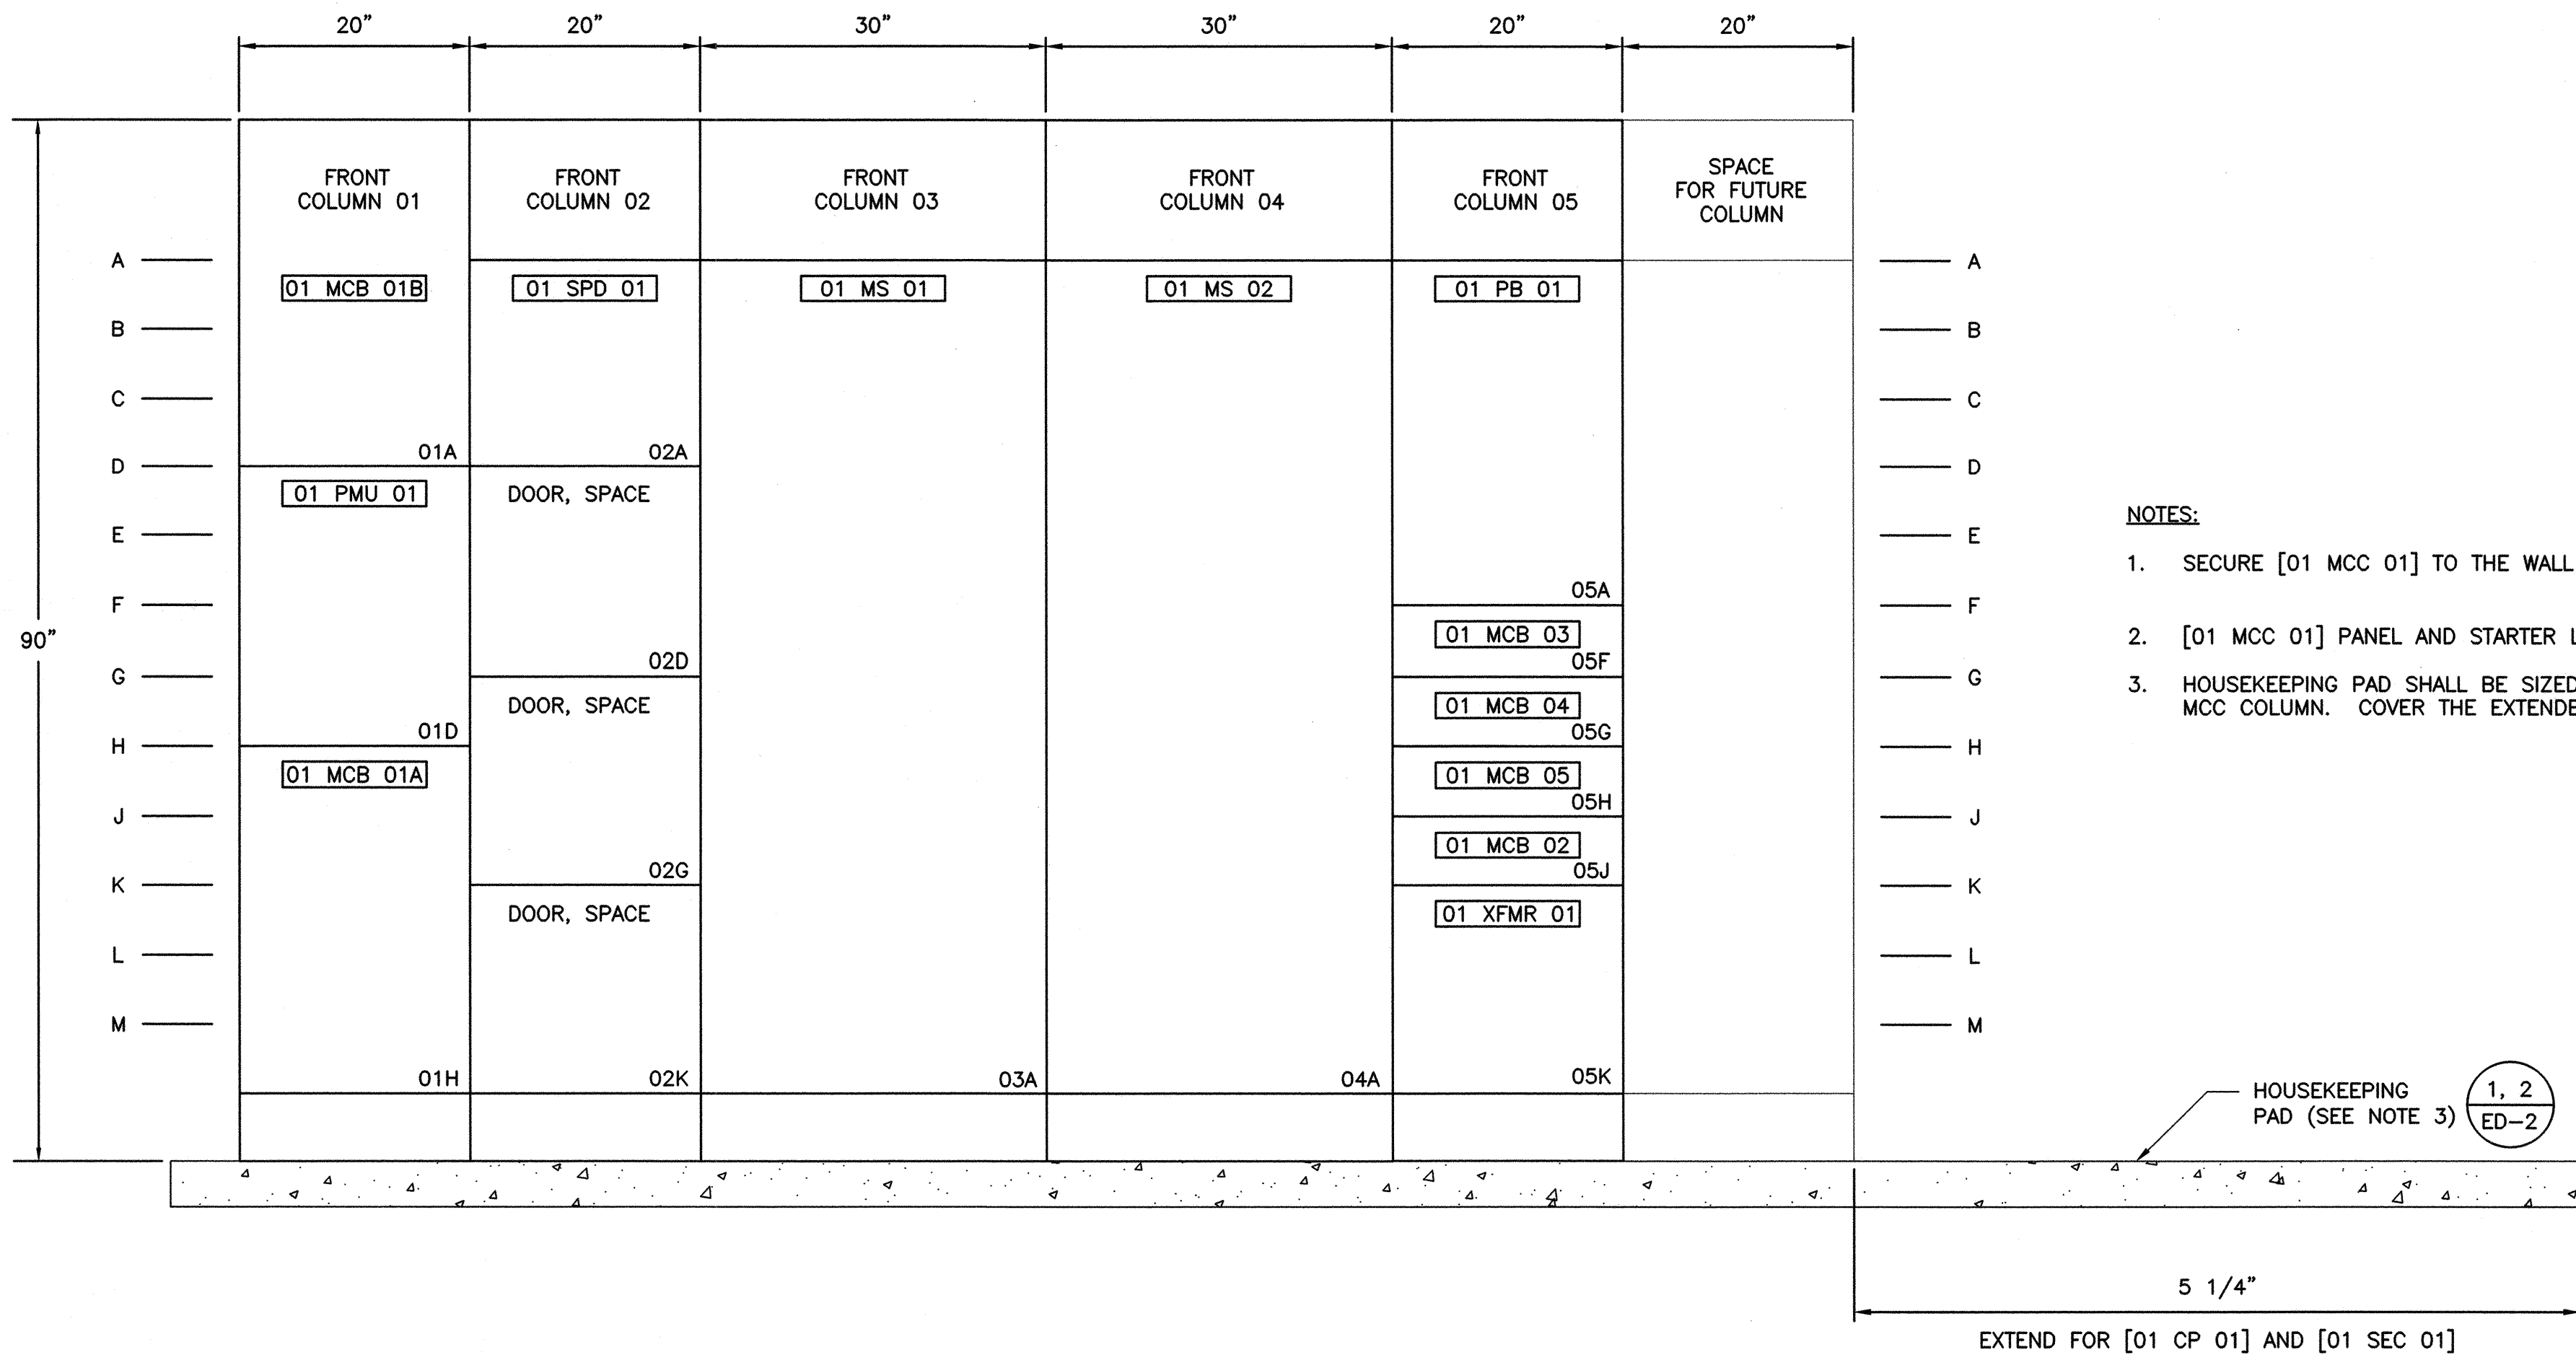 20" 20" 30" 30" 20" 20"
FRONT
COLUMN 01
FRONT
COLUMN 02
FRONT
COLUMN 03
FRONT
COLUMN 04
FRONT
COLUMN 05
SPACE
FOR FUTURE
COLUMN
A A
01 MCB 01B 01 SPD 01 01 MS 01 01 MS 02 01 PB 01
B B
C C
01A 02A
D D
01 PMU 01 DOOR, SPACE
E E
05A
F F
90"
01 MCB 03
02D 05F
G G
DOOR, SPACE 01 MCB 04
01D 05G
H H
01 MCB 01A 01 MCB 05
05H
J J
01 MCB 02
02G 05J
K K
DOOR, SPACE 01 XFMR 01
L L
M M
01H 02K 03A 04A 05K
NOTES:
1. SECURE [01 MCC 01] TO THE WALL
2. [01 MCC 01] PANEL AND STARTER L
3. HOUSEKEEPING PAD SHALL BE SIZED
MCC COLUMN. COVER THE EXTENDE
HOUSEKEEPING
PAD (SEE NOTE 3)
1, 2
ED-2
5 1/4"
EXTEND FOR [01 CP 01] AND [01 SEC 01]